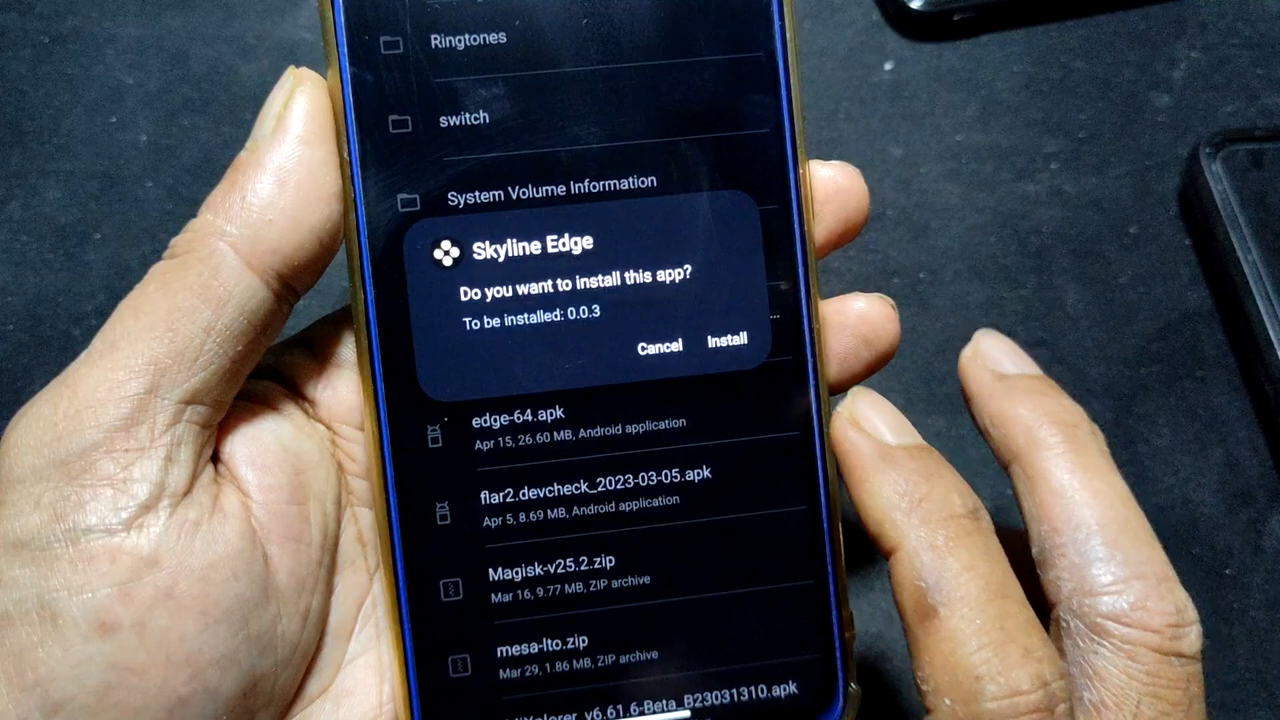 Ringtones
switch
System Volume Information
Skyline Edge
Do you want to install this app?
To be installed: 0.0.3
...
Cancel Install
edge-64.apk
Apr 15, 26.60 MB, Android application
flar2.devcheck_2023-03-05.apk
Apr 5, 8.69 MB, Android application
Magisk-v25.2.zip
Mar 16, 9.77 MB, ZIP archive
mesa-lto.zip
Mar 29, 1.86 MB, ZIP archive
MiXplorer_v6.61.6-Beta_B23031310.apk